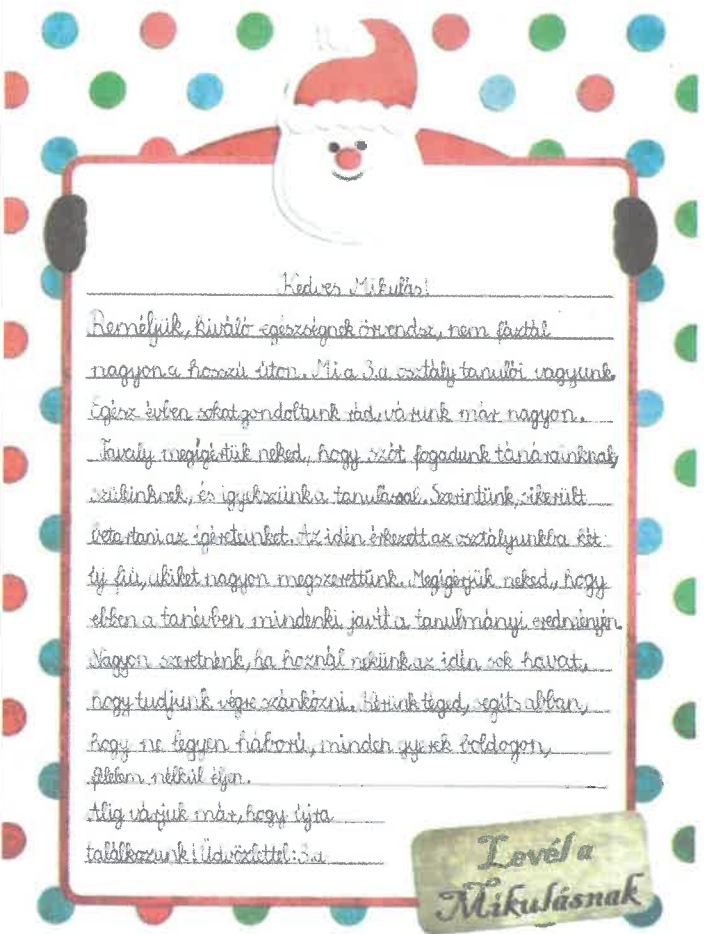 Kedves Mikulás!
Reméljük, kiváló egészségnek örvendsz, nem fáztál
nagyon a hosszú úton. Mi a 3.a osztály tanulói vagyunk.
Egész évben sokat gondoltunk rád, várunk már nagyon.
Tavaly megígértük neked, hogy szót fogadunk tanárainknak,
szüleinknek, és igyekszünk a tanulással. Szerintünk, sikerült
betartani az ígéreteinket. Az idén érkezett az osztályunkba két
új fiú, akiket nagyon megszerettünk. Megígérjük neked, hogy
ebben a tanévben mindenki javít a tanulmányi eredményén.
Nagyon szeretnénk, ha hoznál nekünk az idén sok havat,
hogy tudjunk végre szánkózni. Kérünk téged, segíts abban,
hogy ne legyen háború, minden gyerek boldogon,
félelem nélkül éljen.
Alig várjuk már, hogy újra
találkozunk! Üdvözlettel: 3.a
Levél a
Mikulásnak